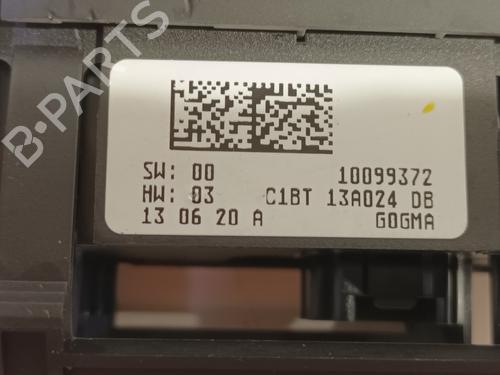 B-PARTS
SW: 00 10099372
HW: 03 C1BT 13A024 DB
13 06 20 A GOGMA